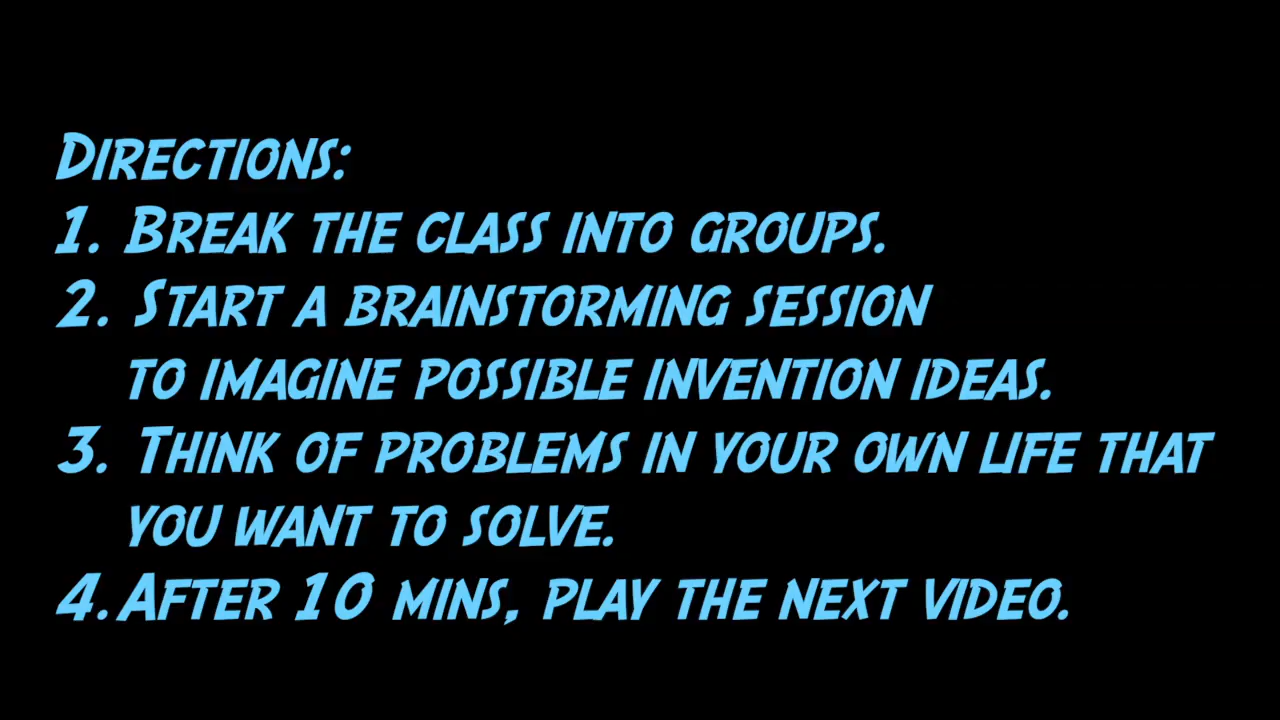 Directions:
1. Break the class into groups.
2. Start a brainstorming session
to imagine possible invention ideas.
3. Think of problems in your own life that
you want to solve.
4. After 10 mins, play the next video.